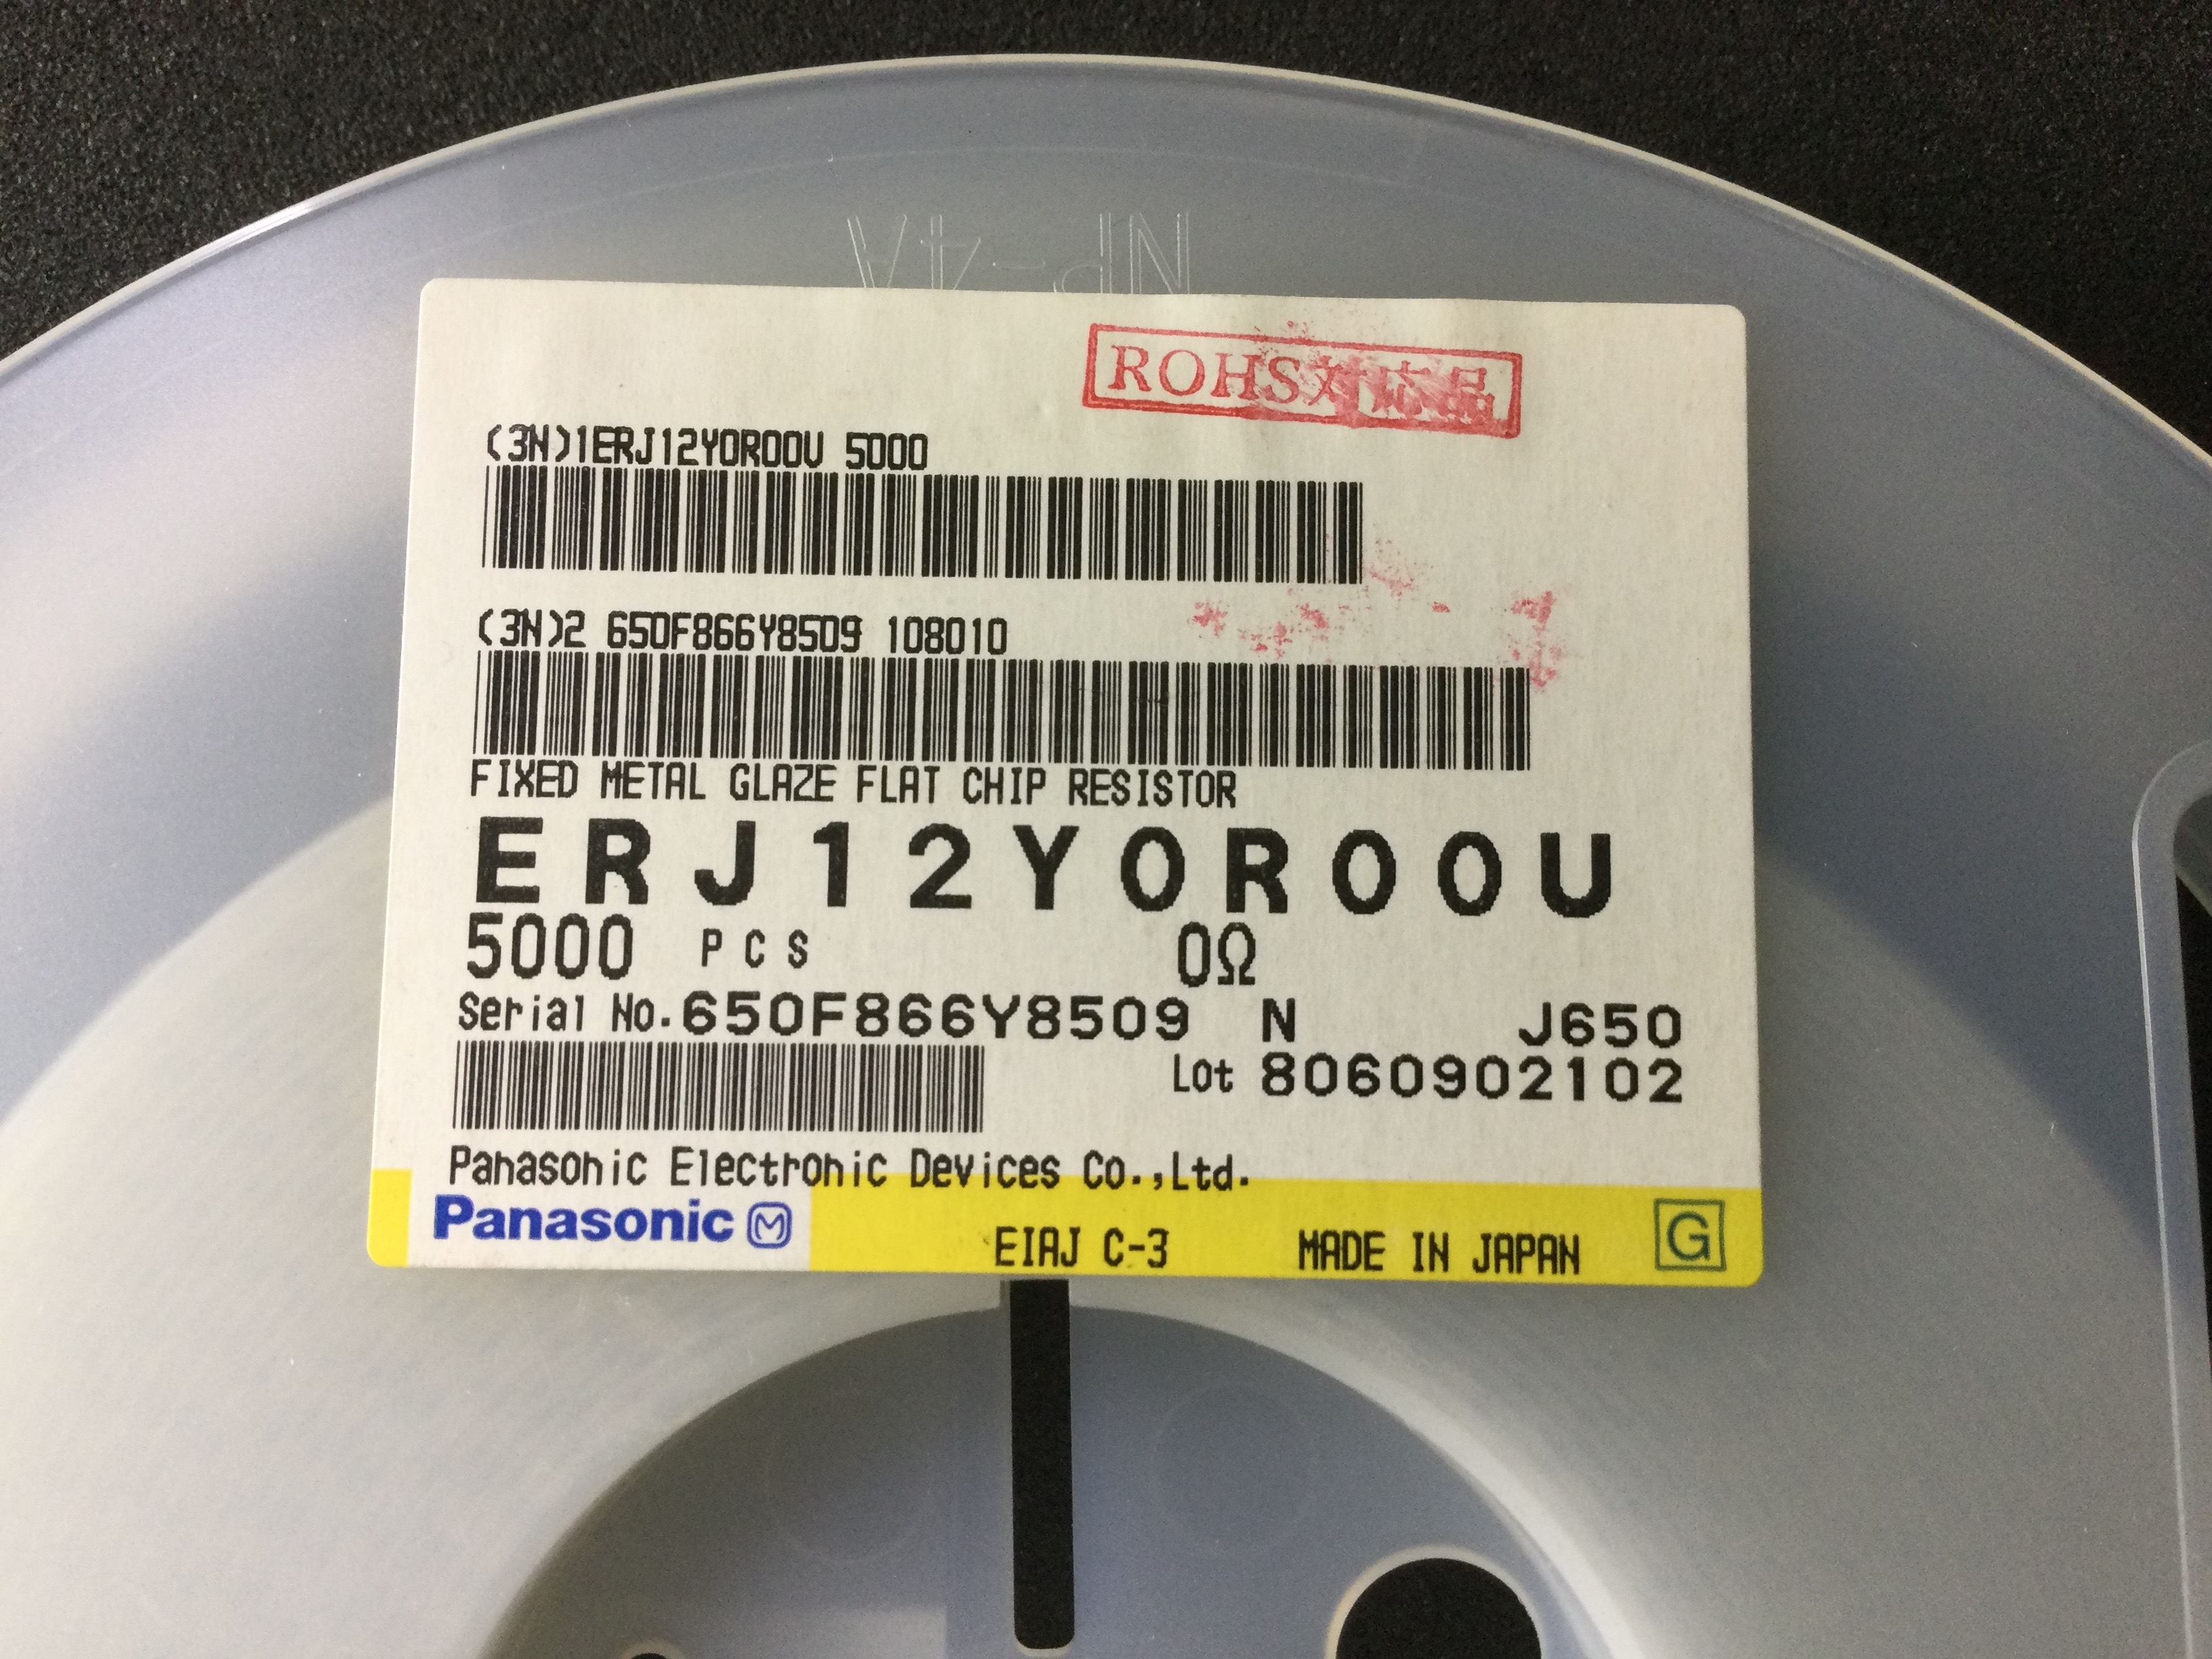 NP-4A
ROHS対応品
(3N)1ERJ12Y0R00U 5000
(3N)2 650F866Y8509 108010
FIXED METAL GLAZE FLAT CHIP RESISTOR
ERJ12Y0R00U
5000 PCS 0Ω
Serial No.650F866Y8509 N J650
Lot 8060902102
Panasonic Electronic Devices Co.,Ltd.
Panasonic M
EIAJ C-3 MADE IN JAPAN G